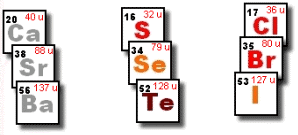 20 40 u
Ca
38 88 u
Sr
56 137 u
Ba
16 32 u
S
34 79 u
Se
52 128 u
Te
17 36 u
Cl
35 80 u
Br
53 127 u
I